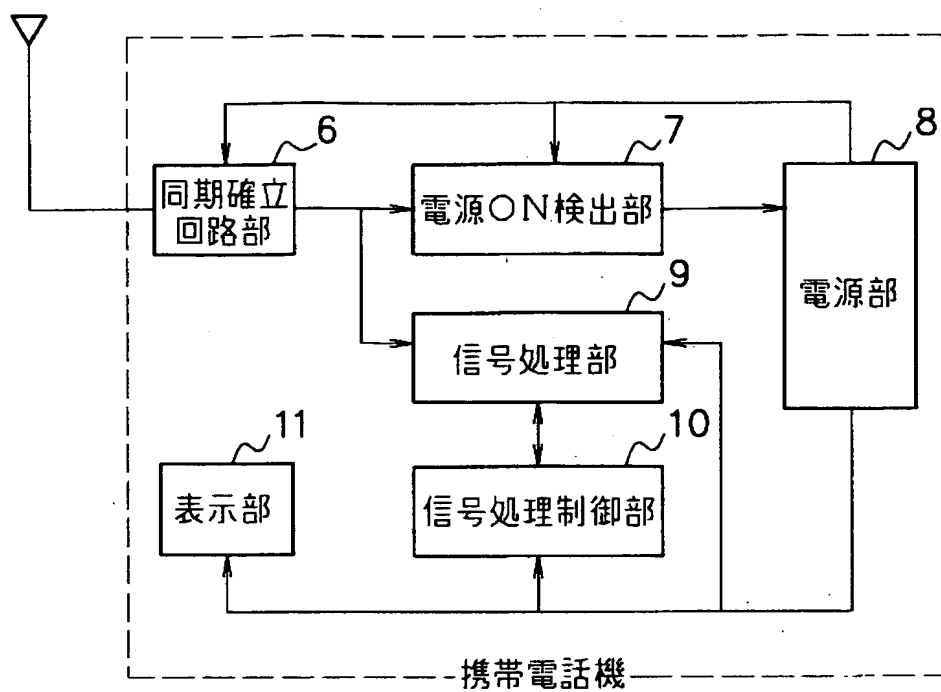 6
同期確立
回路部
7
電源ON検出部
8
電源部
9
信号処理部
10
信号処理制御部
11
表示部
携帯電話機